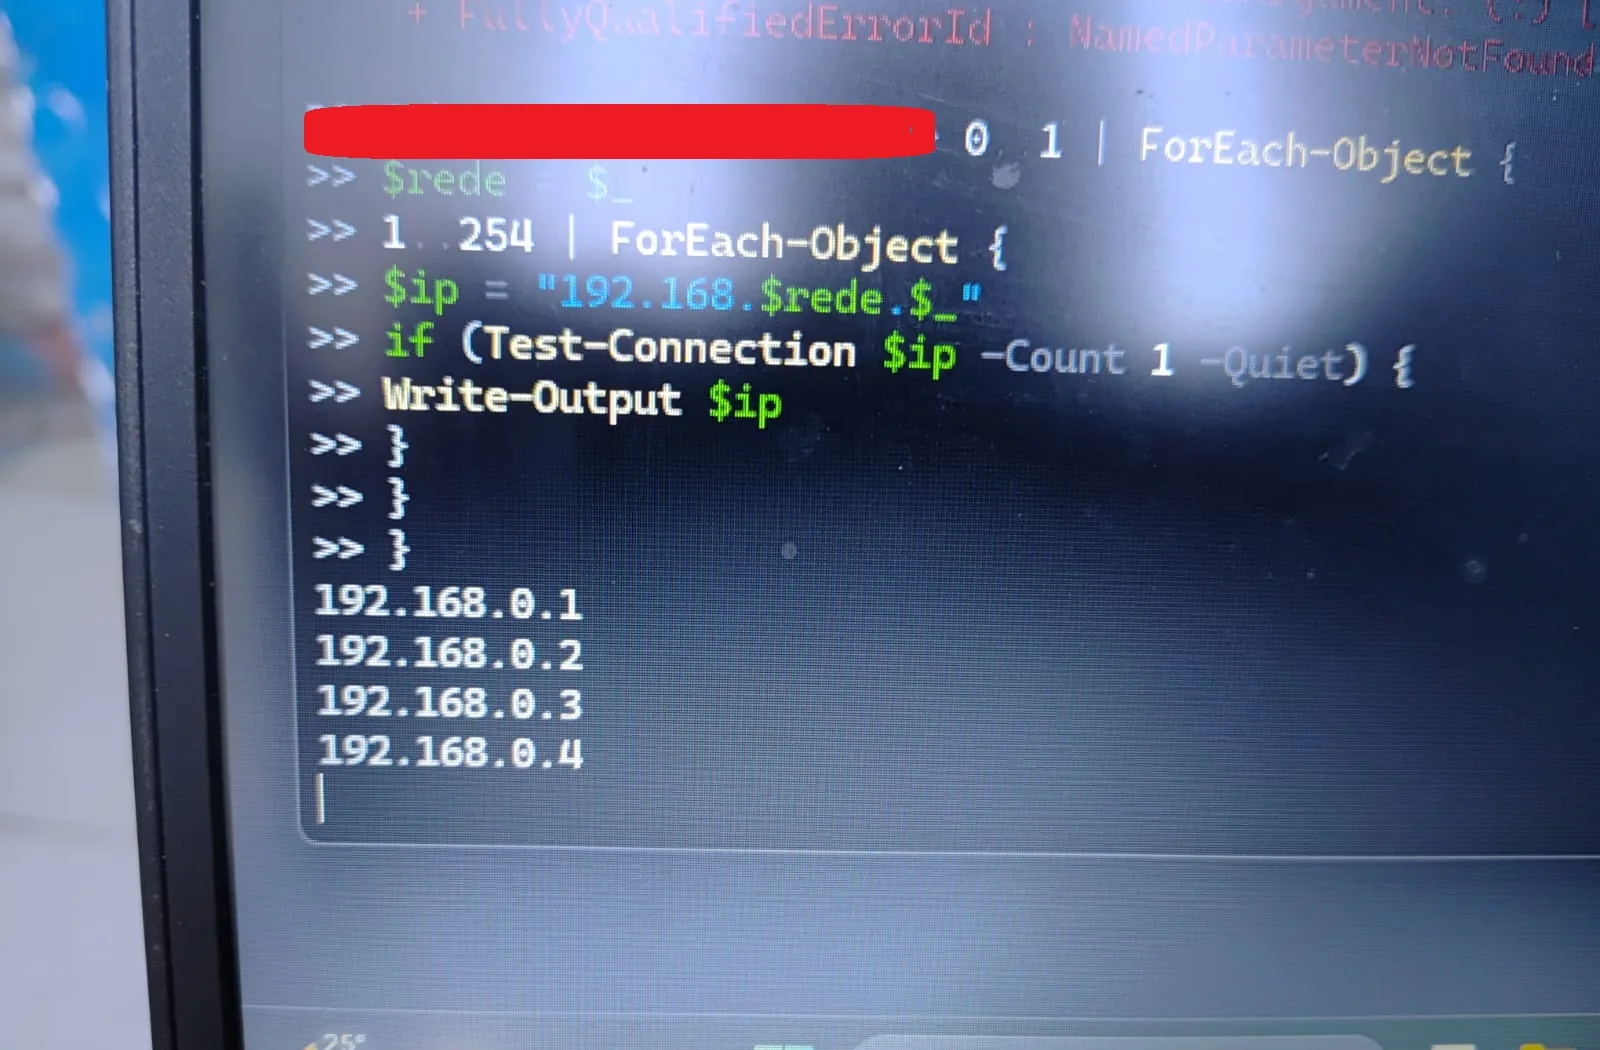 + FullyQualifiedErrorId : NamedParameterNotFound
0..1 | ForEach-Object {
>> $rede = $_
>> 1..254 | ForEach-Object {
>> $ip = "192.168.$rede.$_"
>> if (Test-Connection $ip -Count 1 -Quiet) {
>> Write-Output $ip
>> }
>> }
>> }
192.168.0.1
192.168.0.2
192.168.0.3
192.168.0.4
25°